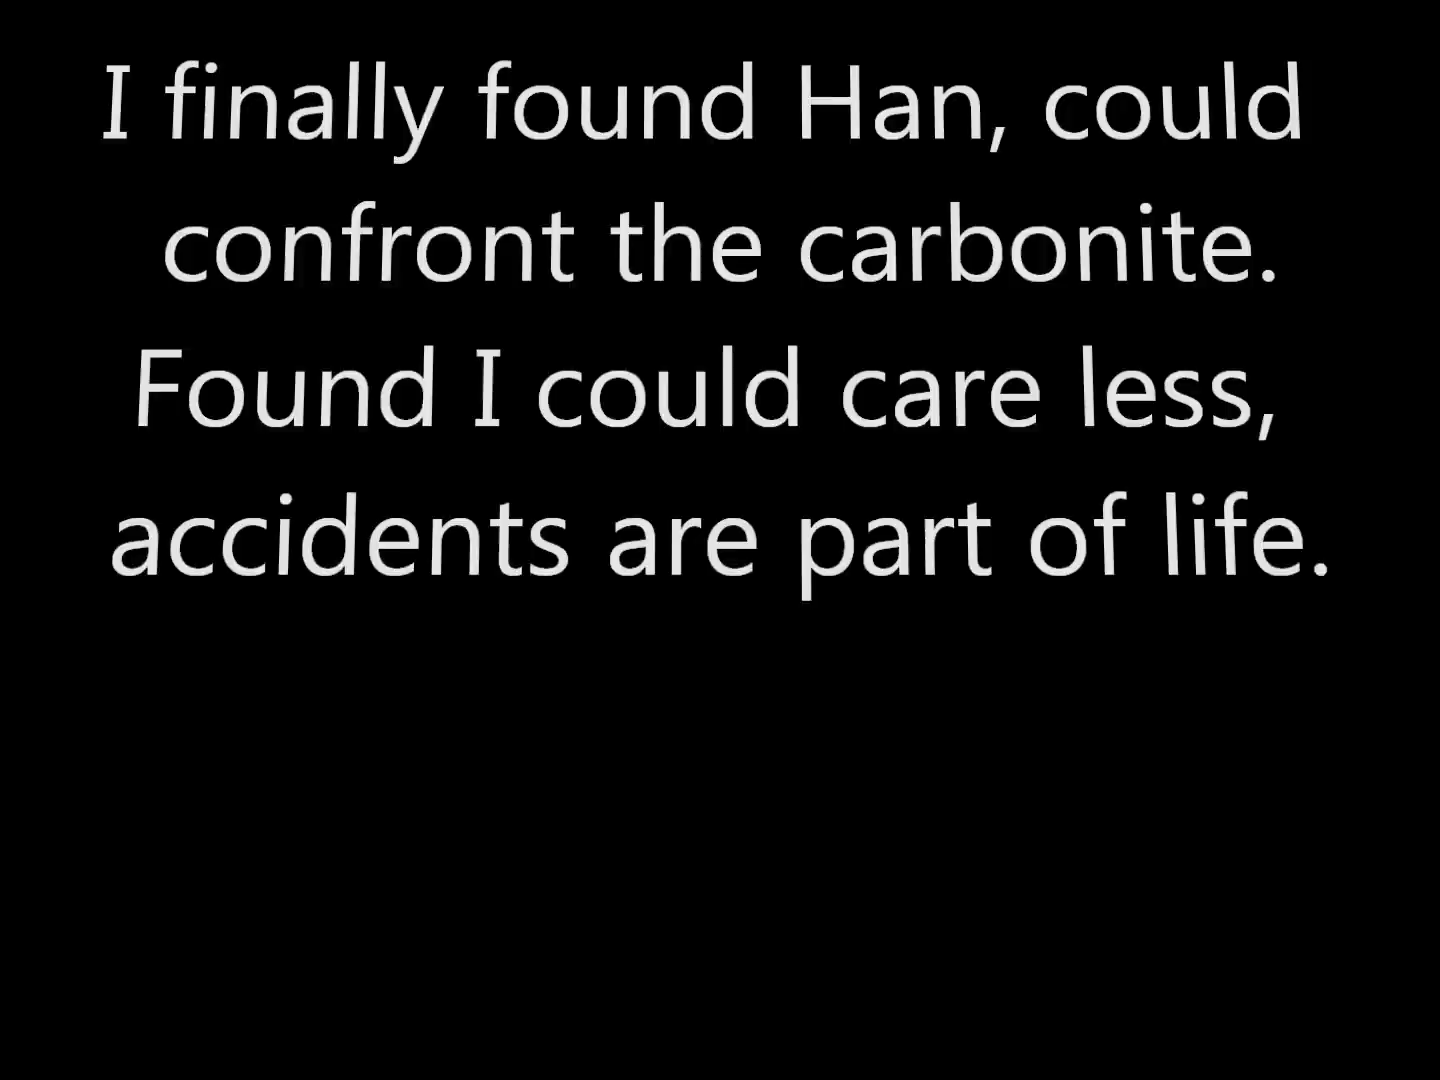 I finally found Han, could
confront the carbonite.
Found I could care less,
accidents are part of life.